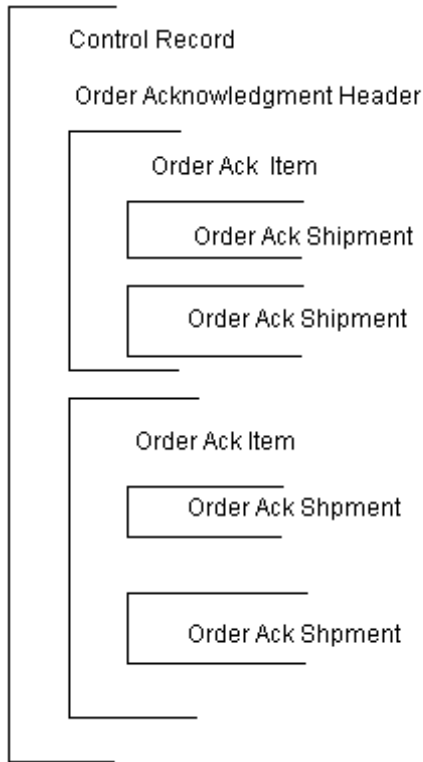 Control Record
Order Acknowledgment Header
Order Ack Item
Order Ack Shipment
Order Ack Shipment
Order Ack Item
Order Ack Shpment
Order Ack Shpment